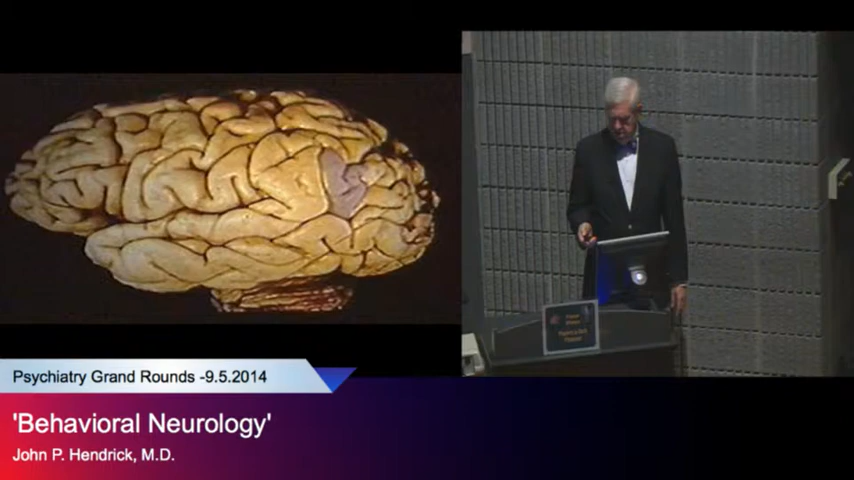 Psychiatry Grand Rounds -9.5.2014
'Behavioral Neurology'
John P. Hendrick, M.D.